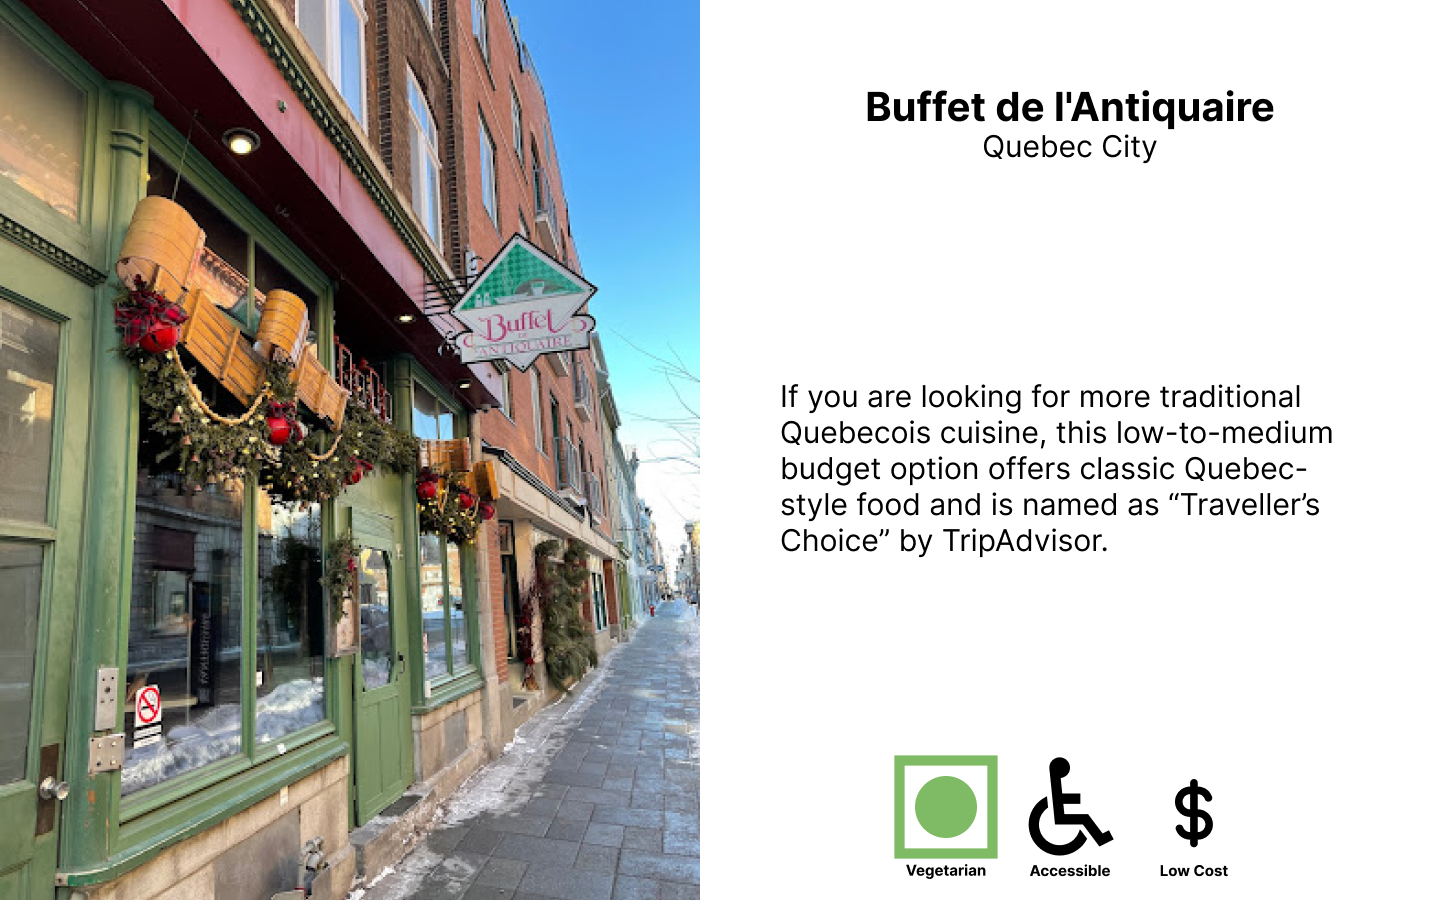 Buffet de l'Antiquaire
Quebec City
Buffet
DE
L'ANTIQUAIRE
If you are looking for more traditional
Quebecois cuisine, this low-to-medium
budget option offers classic Quebec-
style food and is named as “Traveller’s
Choice” by TripAdvisor.
Vegetarian
Accessible
Low Cost